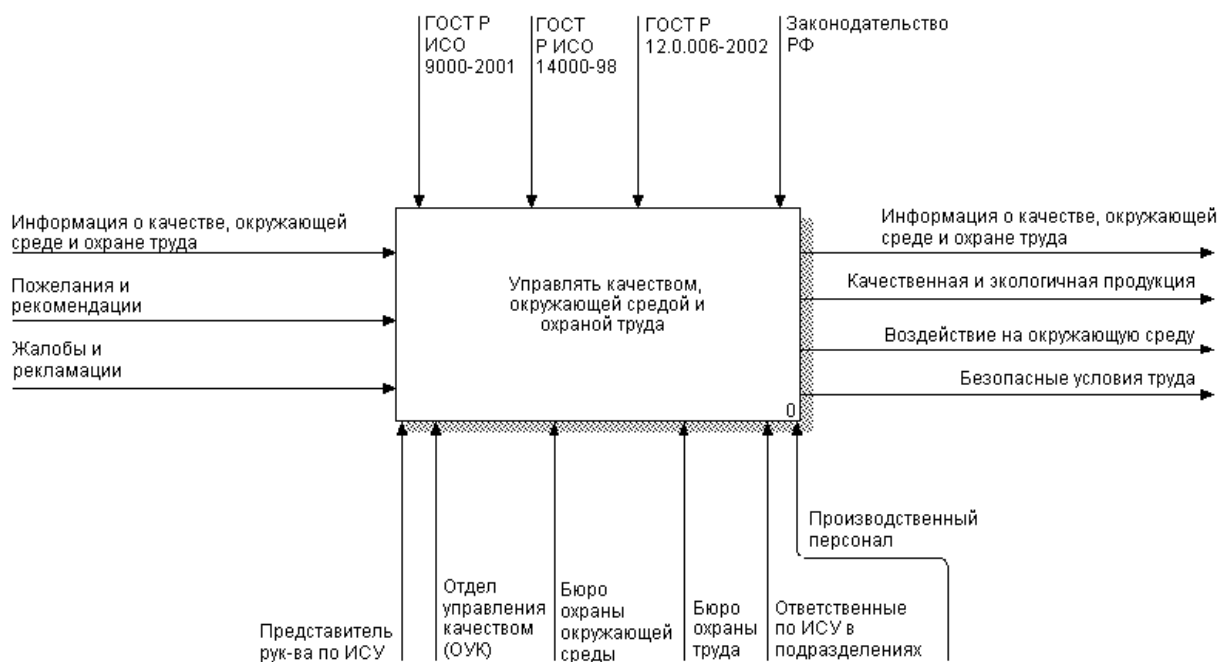 ГОСТ Р
ИСО
9000-2001
ГОСТ
Р ИСО
14000-98
ГОСТ Р
12.0.006-2002
Законодательство
РФ
Информация о качестве, окружающей
среде и охране труда
Пожелания и
рекомендации
Жалобы и
рекламации
Управлять качеством,
окружающей средой и
охраной труда
0
Информация о качестве, окружающей
среде и охране труда
Качественная и экологичная продукция
Воздействие на окружающую среду
Безопасные условия труда
Представитель
рук-ва по ИСУ
Отдел
управления
качеством
(ОУК)
Бюро
охраны
окружающей
среды
Бюро
охраны
труда
Ответственные
по ИСУ в
подразделениях
Производственный
персонал